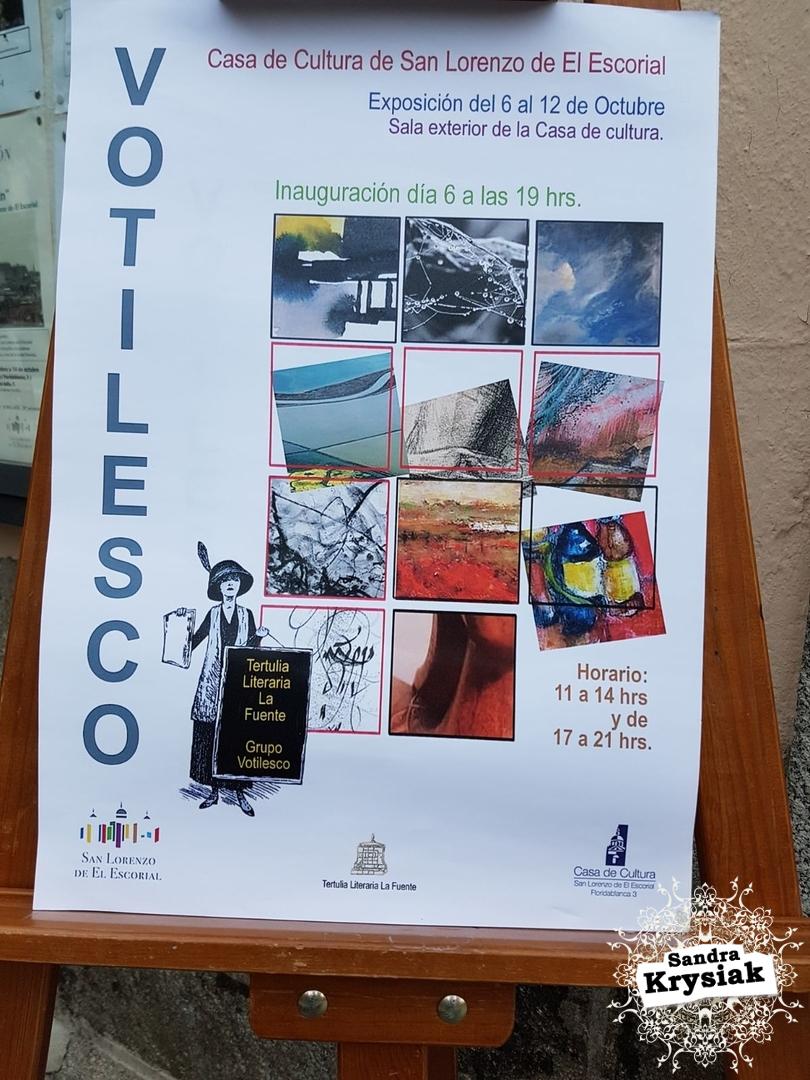 VOTILESCO
Casa de Cultura de San Lorenzo de El Escorial
Exposición del 6 al 12 de Octubre
Sala exterior de la Casa de cultura.
Inauguración día 6 a las 19 hrs.
Tertulia
Líteraria
La
Fuente
Grupo
Votilesco
Horario:
11 a 14 hrs
y de
17 a 21 hrs.
SAN LORENZO
DE EL ESCORIAL
Tertulia Literaria La Fuente
Casa de Cultura
San Lorenzo de El Escorial
Floridablanca 3
Sandra
Krysiak